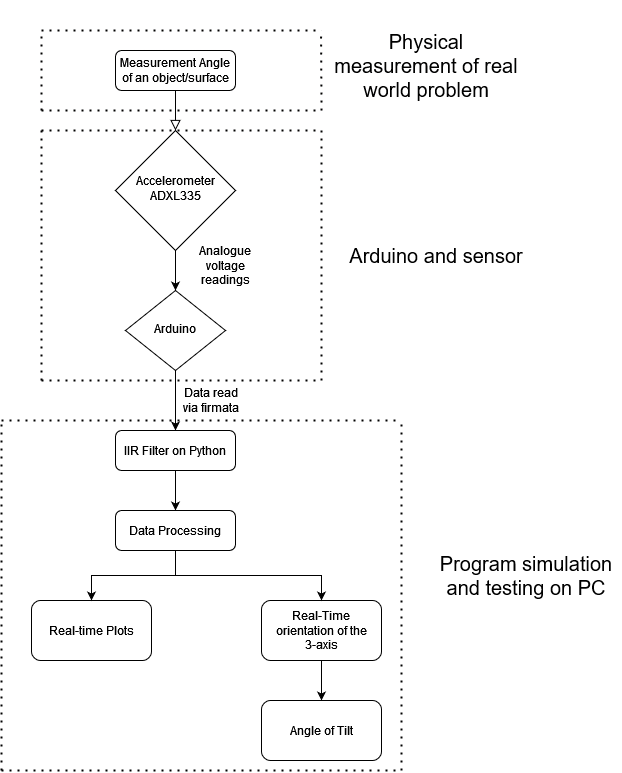 Measurement Angle
of an object/surface
Physical
measurement of real
world problem
Accelerometer
ADXL335
Analogue
voltage
readings
Arduino and sensor
Arduino
Data read
via firmata
IIR Filter on Python
Data Processing
Program simulation
and testing on PC
Real-time Plots
Real-Time
orientation of the
3-axis
Angle of Tilt